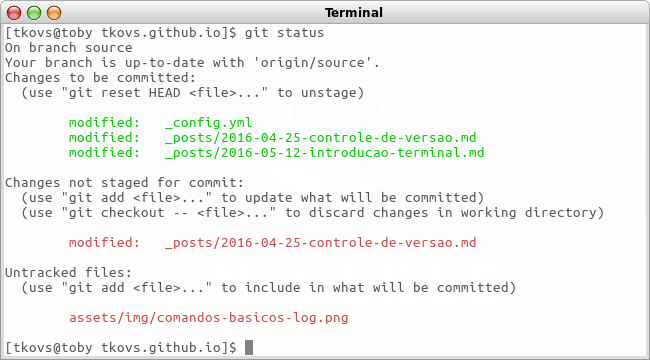 Terminal
[tkovs@toby tkovs.github.io]$ git status
On branch source
Your branch is up-to-date with 'origin/source'.
Changes to be committed:
  (use "git reset HEAD <file>..." to unstage)
        modified:   _config.yml
        modified:   _posts/2016-04-25-controle-de-versao.md
        modified:   _posts/2016-05-12-introducao-terminal.md
Changes not staged for commit:
  (use "git add <file>..." to update what will be committed)
  (use "git checkout -- <file>..." to discard changes in working directory)
        modified:   _posts/2016-04-25-controle-de-versao.md
Untracked files:
  (use "git add <file>..." to include in what will be committed)
        assets/img/comandos-basicos-log.png
[tkovs@toby tkovs.github.io]$